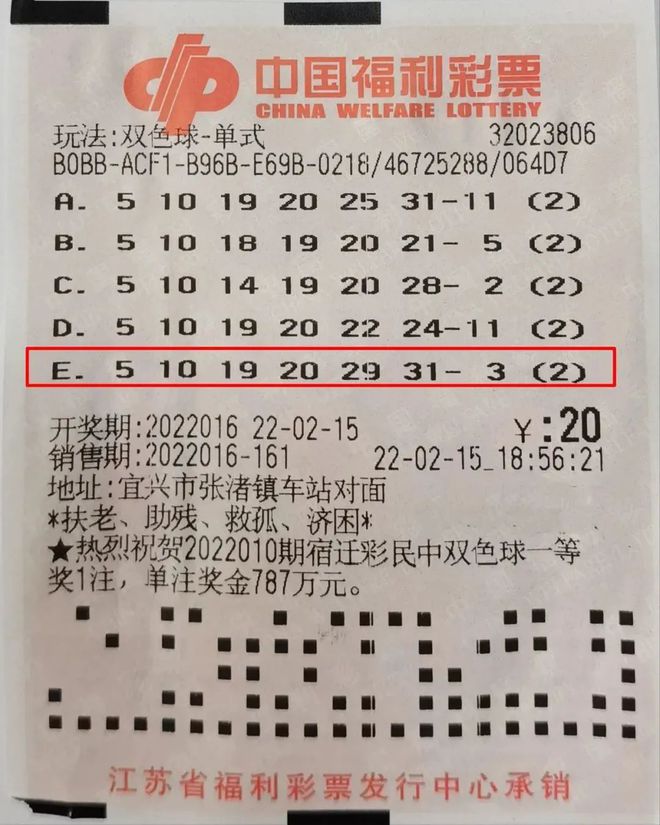 中国福利彩票
CHINA WELFARE LOTTERY
玩法:双色球-单式 32023806
B0BB-ACF1-B96B-E69B-0218/46725288/064D7
A. 5 10 19 20 25 31-11 (2)
B. 5 10 18 19 20 21- 5 (2)
C. 5 10 14 19 20 28- 2 (2)
D. 5 10 19 20 22 24-11 (2)
E. 5 10 19 20 29 31- 3 (2)
开奖期:2022016 22-02-15 ¥:20
销售期:2022016-161 22-02-15_18:56:21
地址:宜兴市张渚镇车站对面
*扶老、助残、救孤、济困*
★热烈祝贺2022010期宿迁彩民中双色球一等
奖1注，单注奖金787万元。
江苏省福利彩票发行中心承销